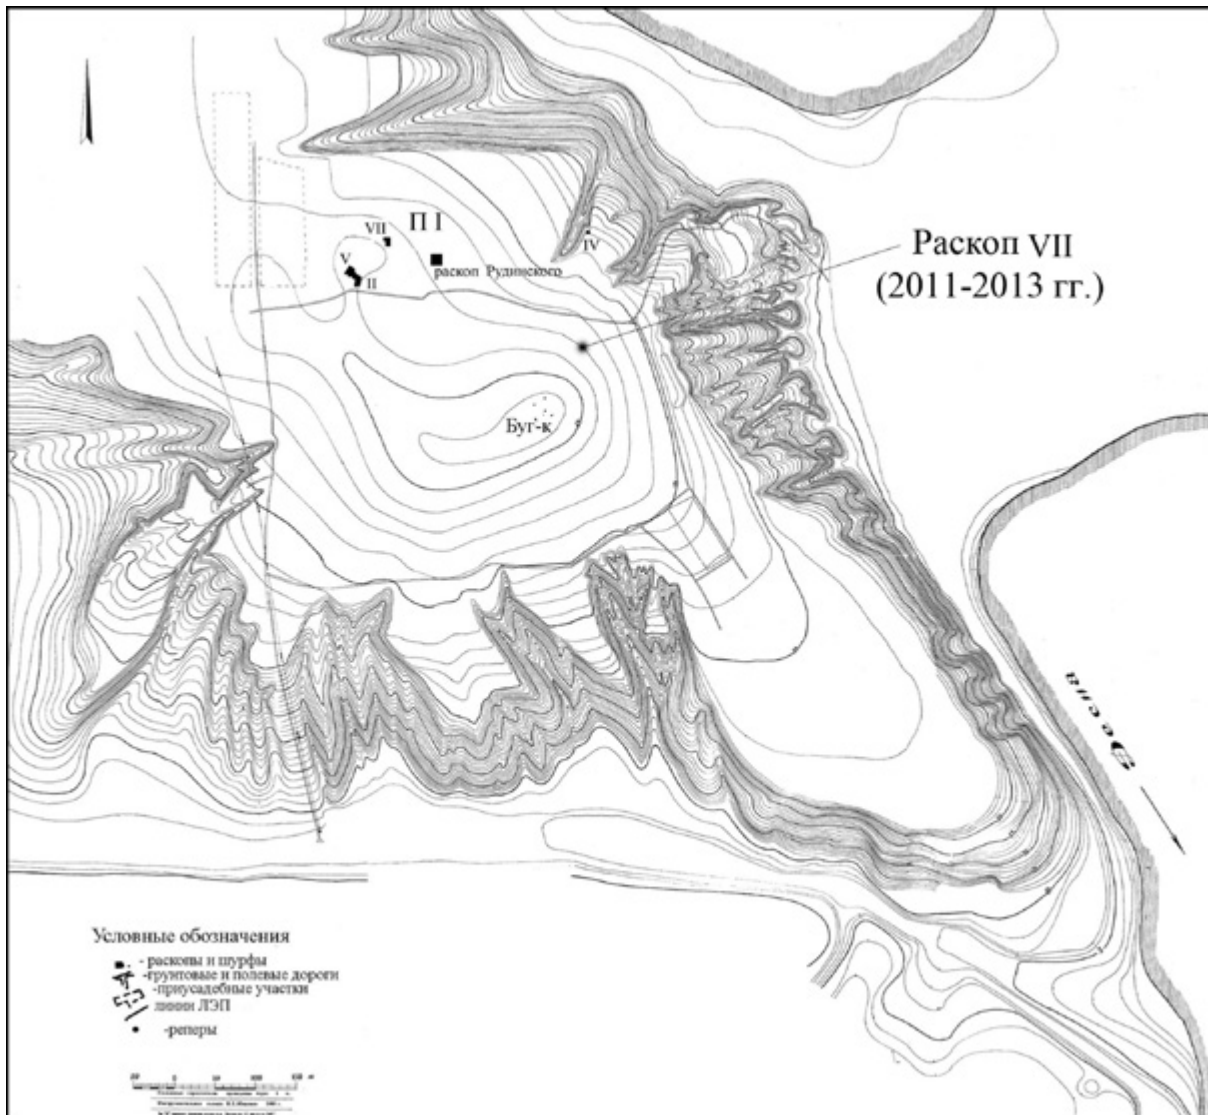 П I
VII
IV
V
раскоп Рудинского
II
Раскоп VII
(2011-2013 гг.)
Буг-к
Десна
Условные обозначения
- раскопы и шурфы
-грунтовые и полевые дороги
-приусадебные участки
линии ЛЭП
-реперы